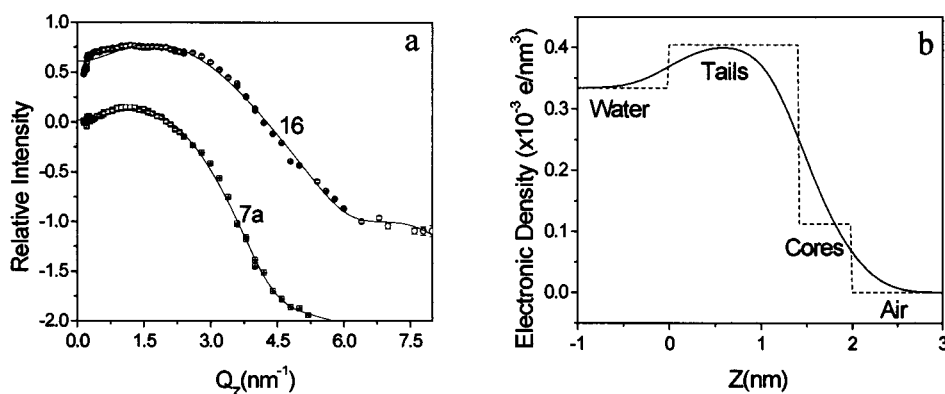 a
1.0
0.5
0.0
-0.5
-1.0
-1.5
-2.0
Relative Intensity
16
7a
0.0 1.5 3.0 4.5 6.0 7.5
Qz(nm⁻¹)
b
0.4
0.3
0.2
0.1
0.0
Electronic Density (x10⁻³ e/nm³)
Water
Tails
Cores
Air
-1 0 1 2 3
Z(nm)